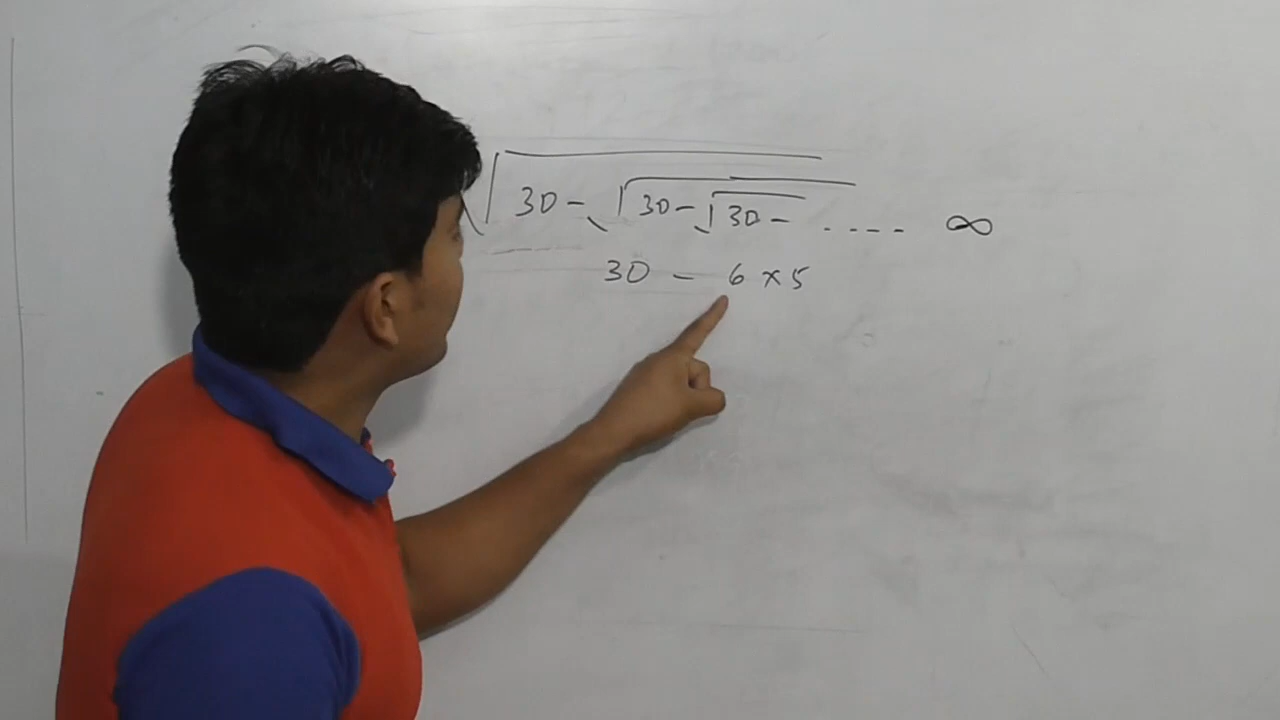 √30-√30-√30- .... ∞
30 - 6 × 5